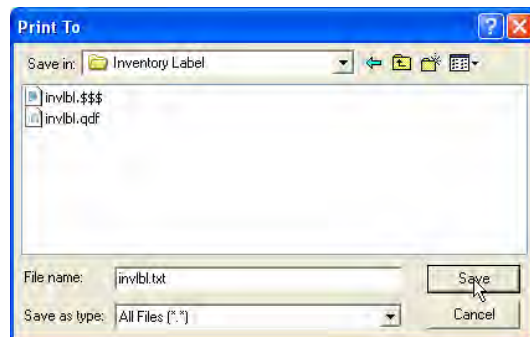 Print To
Save in: Inventory Label
invlbl.$$$
invlbl.qdf
File name: invlbl.txt Save
Save as type: All Files (*.*) Cancel